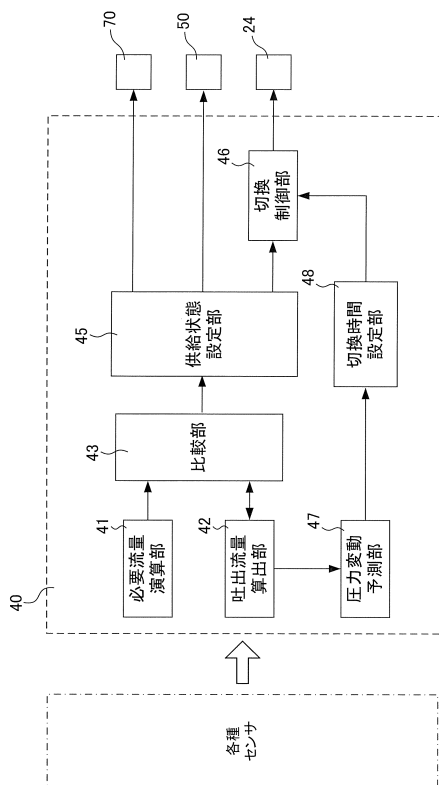 各種
センサ
40
41
必要流量
演算部
42
吐出流量
算出部
47
圧力変動
予測部
43
比較部
45
供給状態
設定部
48
切換時間
設定部
46
切換
制御部
70
50
24